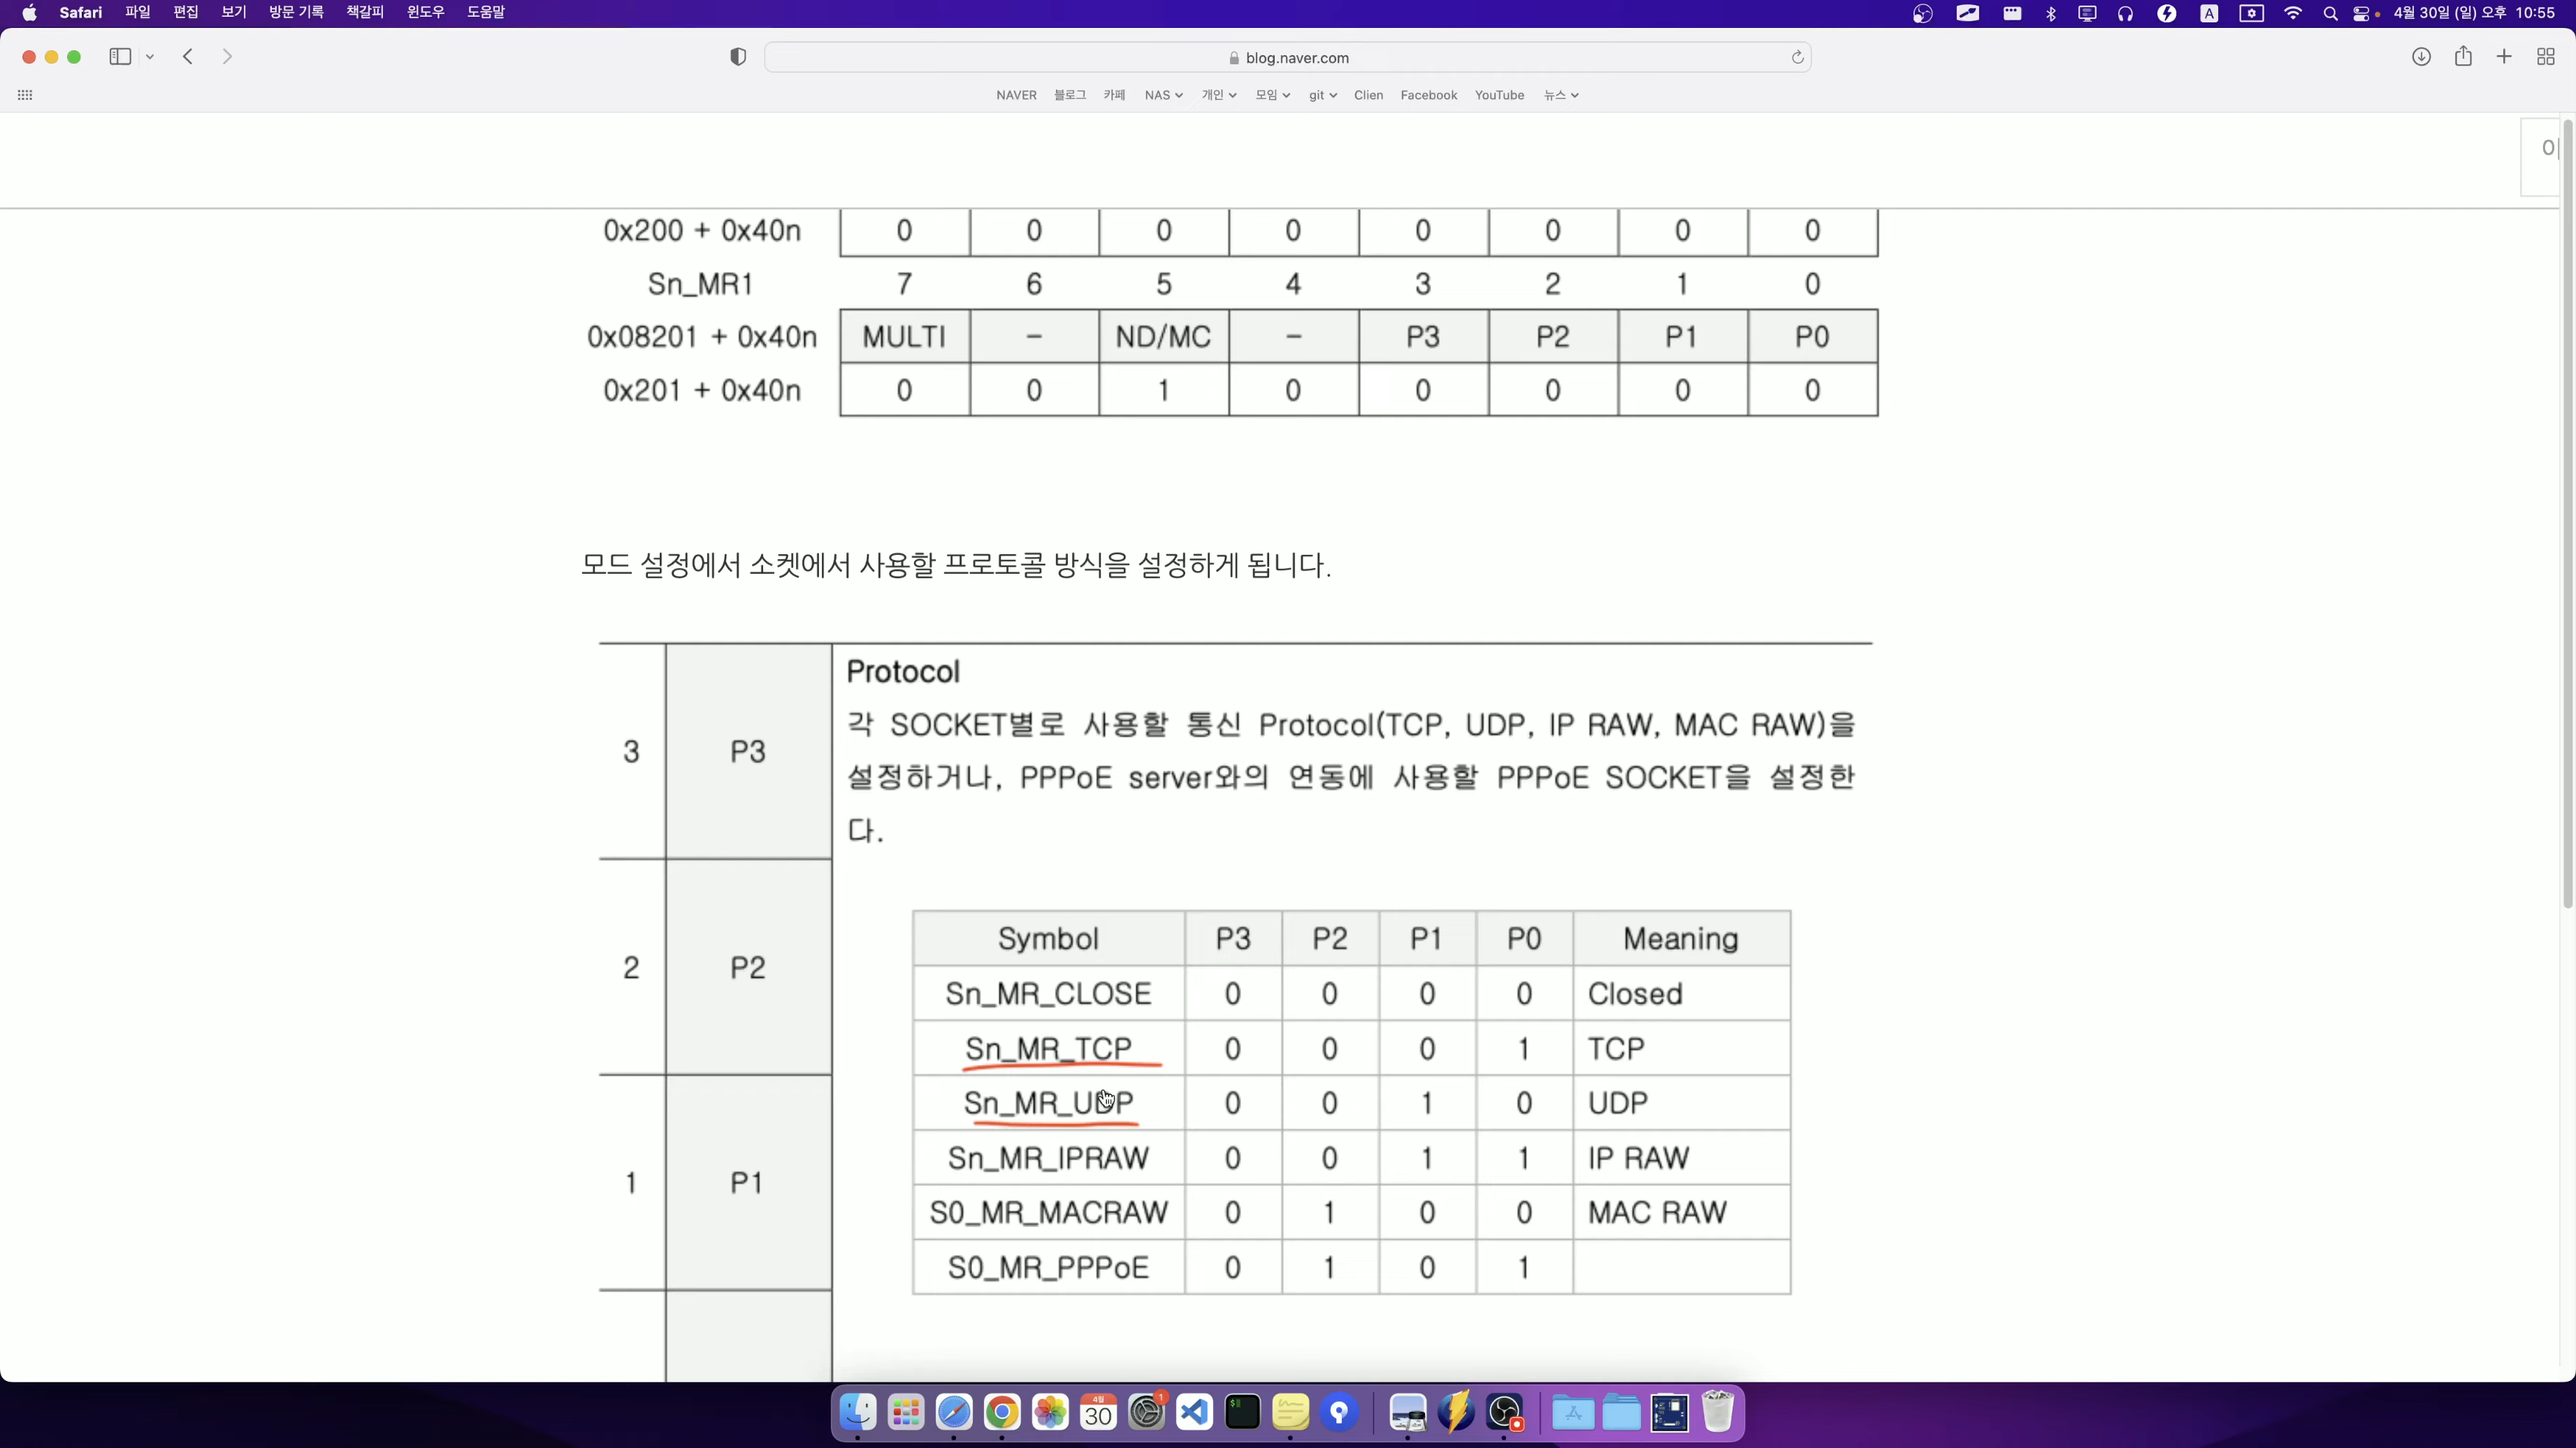 Safari 파일 편집 보기 방문 기록 책갈피 윈도우 도움말 A 4월 30일 (일) 오후 10:55
blog.naver.com
NAVER 블로그 카페 NAS 개인 모임 git Clien Facebook YouTube 뉴스
0x200 + 0x40n 0 0 0 0 0 0 0 0
Sn_MR1 7 6 5 4 3 2 1 0
0x08201 + 0x40n MULTI - ND/MC - P3 P2 P1 P0
0x201 + 0x40n 0 0 1 0 0 0 0 0
모드 설정에서 소켓에서 사용할 프로토콜 방식을 설정하게 됩니다.
Protocol
각 SOCKET별로 사용할 통신 Protocol(TCP, UDP, IP RAW, MAC RAW)을
3 P3
설정하거나, PPPoE server와의 연동에 사용할 PPPoE SOCKET을 설정한
다.
Symbol P3 P2 P1 P0 Meaning
2 P2
Sn_MR_CLOSE 0 0 0 0 Closed
Sn_MR_TCP 0 0 0 1 TCP
Sn_MR_UDP 0 0 1 0 UDP
Sn_MR_IPRAW 0 0 1 1 IP RAW
1 P1
S0_MR_MACRAW 0 1 0 0 MAC RAW
S0_MR_PPPoE 0 1 0 1
4월
30
1